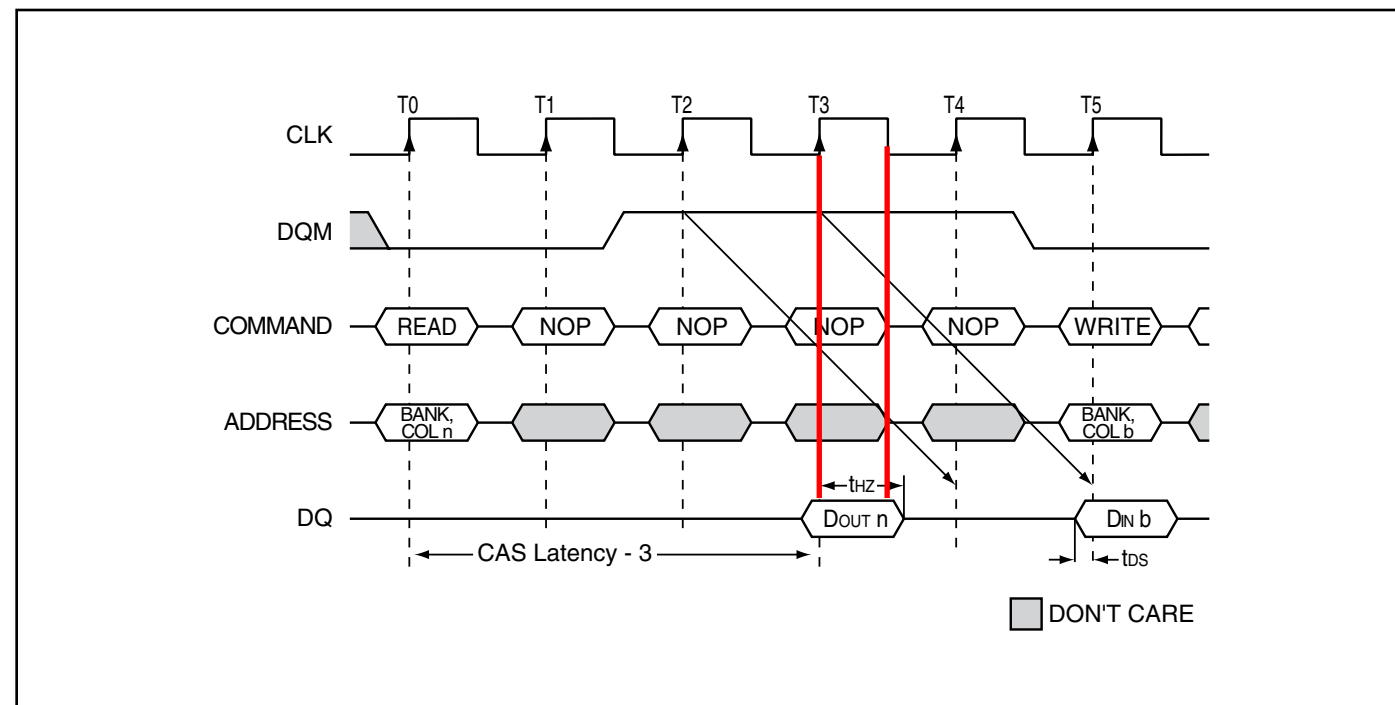 T0 T1 T2 T3 T4 T5
CLK
DQM
COMMAND READ NOP NOP NOP NOP WRITE
ADDRESS BANK, COL n BANK, COL b
tHZ
DQ DOUT n DIN b
CAS Latency - 3 tDS
DON'T CARE